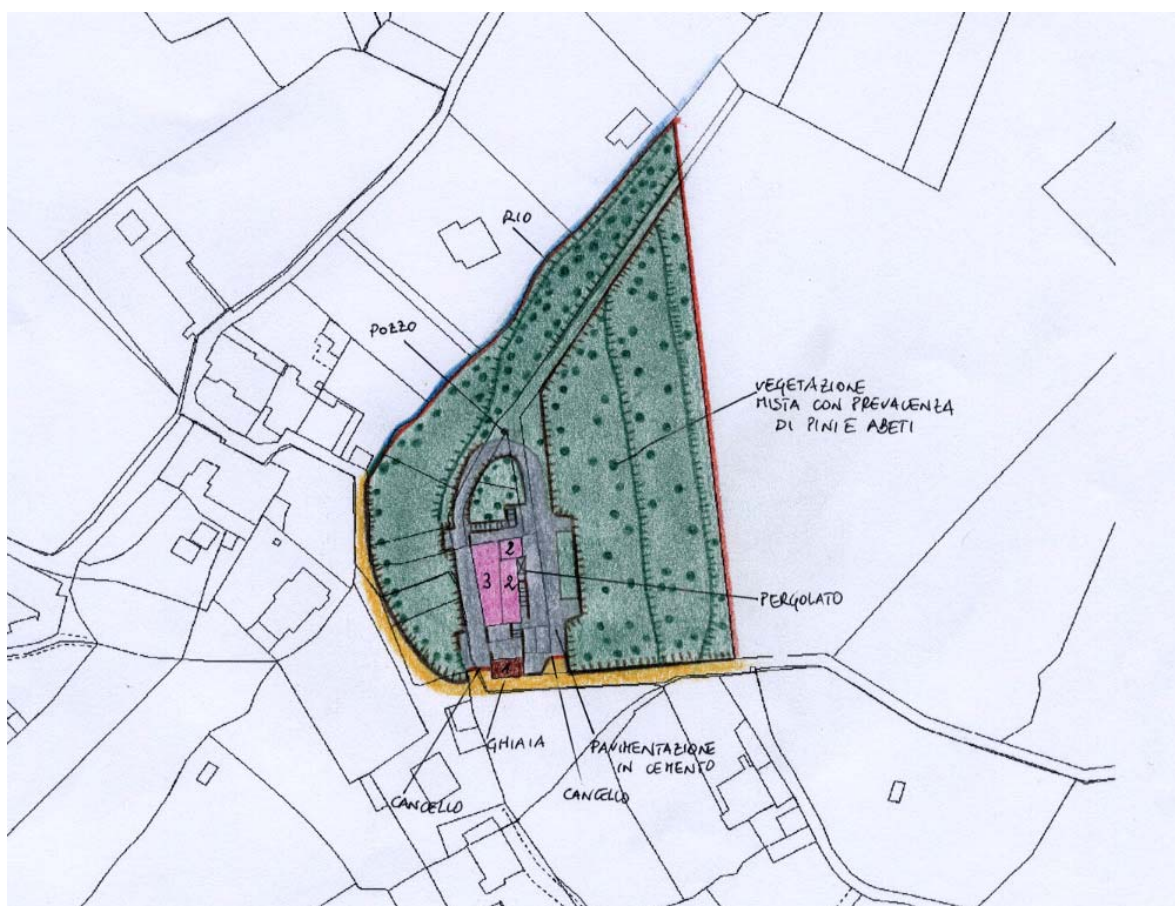 RIO
POZZO
VEGETAZIONE
MISTA CON PREVALENZA
DI PINI E ABETI
2
3
2
PERGOLATO
1
GHIAIA
PAVIMENTAZIONE
IN CEMENTO
CANCELLO
CANCELLO